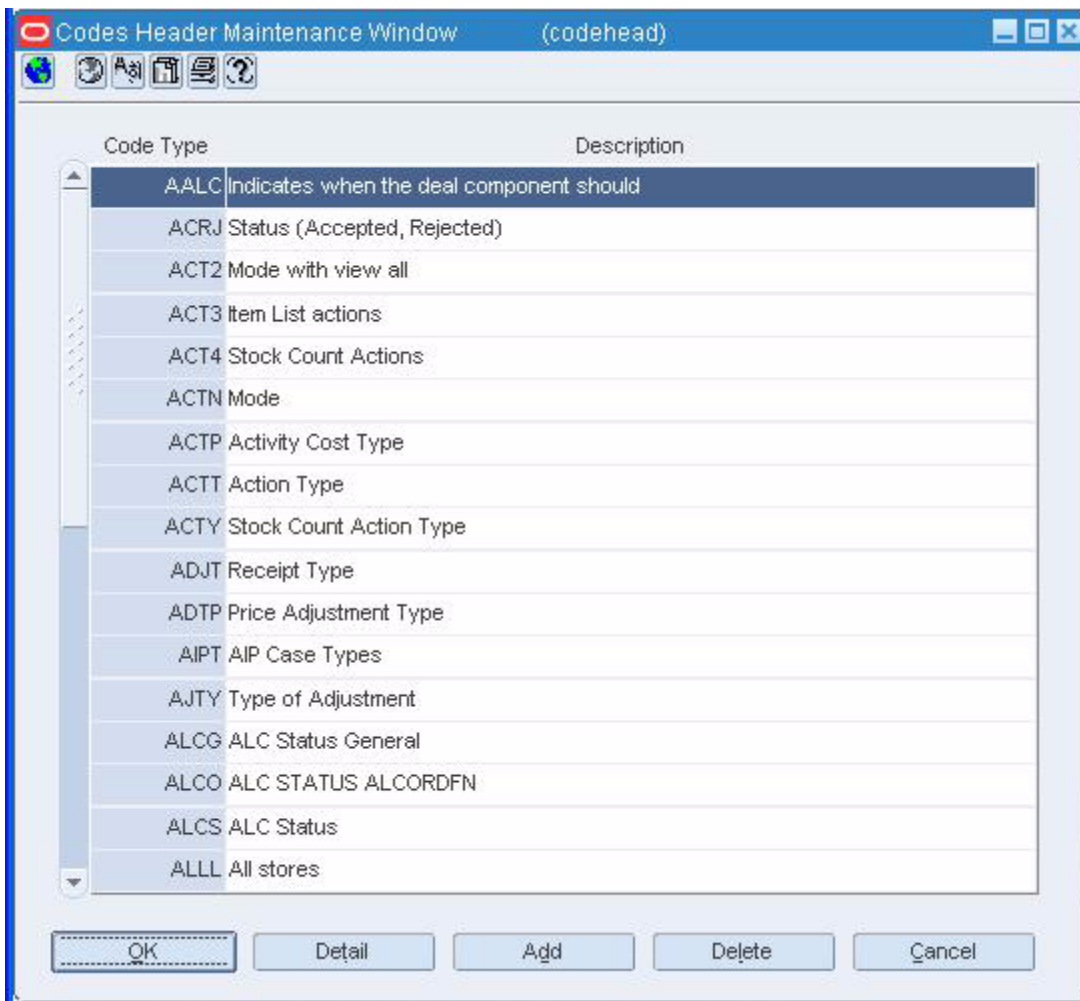 Codes Header Maintenance Window (codehead)
Code Type Description
AALC Indicates when the deal component should
ACRJ Status (Accepted, Rejected)
ACT2 Mode with view all
ACT3 Item List actions
ACT4 Stock Count Actions
ACTN Mode
ACTP Activity Cost Type
ACTT Action Type
ACTY Stock Count Action Type
ADJT Receipt Type
ADTP Price Adjustment Type
AIPT AIP Case Types
AJTY Type of Adjustment
ALCG ALC Status General
ALCO ALC STATUS ALCORDFN
ALCS ALC Status
ALLL All stores
OK Detail Add Delete Cancel